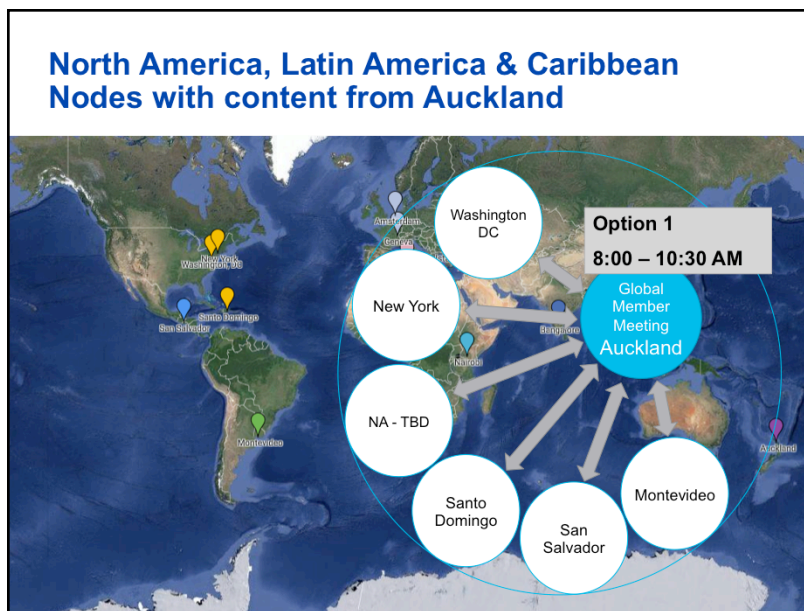 North America, Latin America & Caribbean
Nodes with content from Auckland
Washington
DC
Option 1
8:00 – 10:30 AM
Global
Member
Meeting
Auckland
New York
NA - TBD
Santo
Domingo
San
Salvador
Montevideo
Amsterdam
Geneva
New York
Washington, DC
Santo Domingo
San Salvador
Montevideo
Nairobi
Bangalore
Auckland